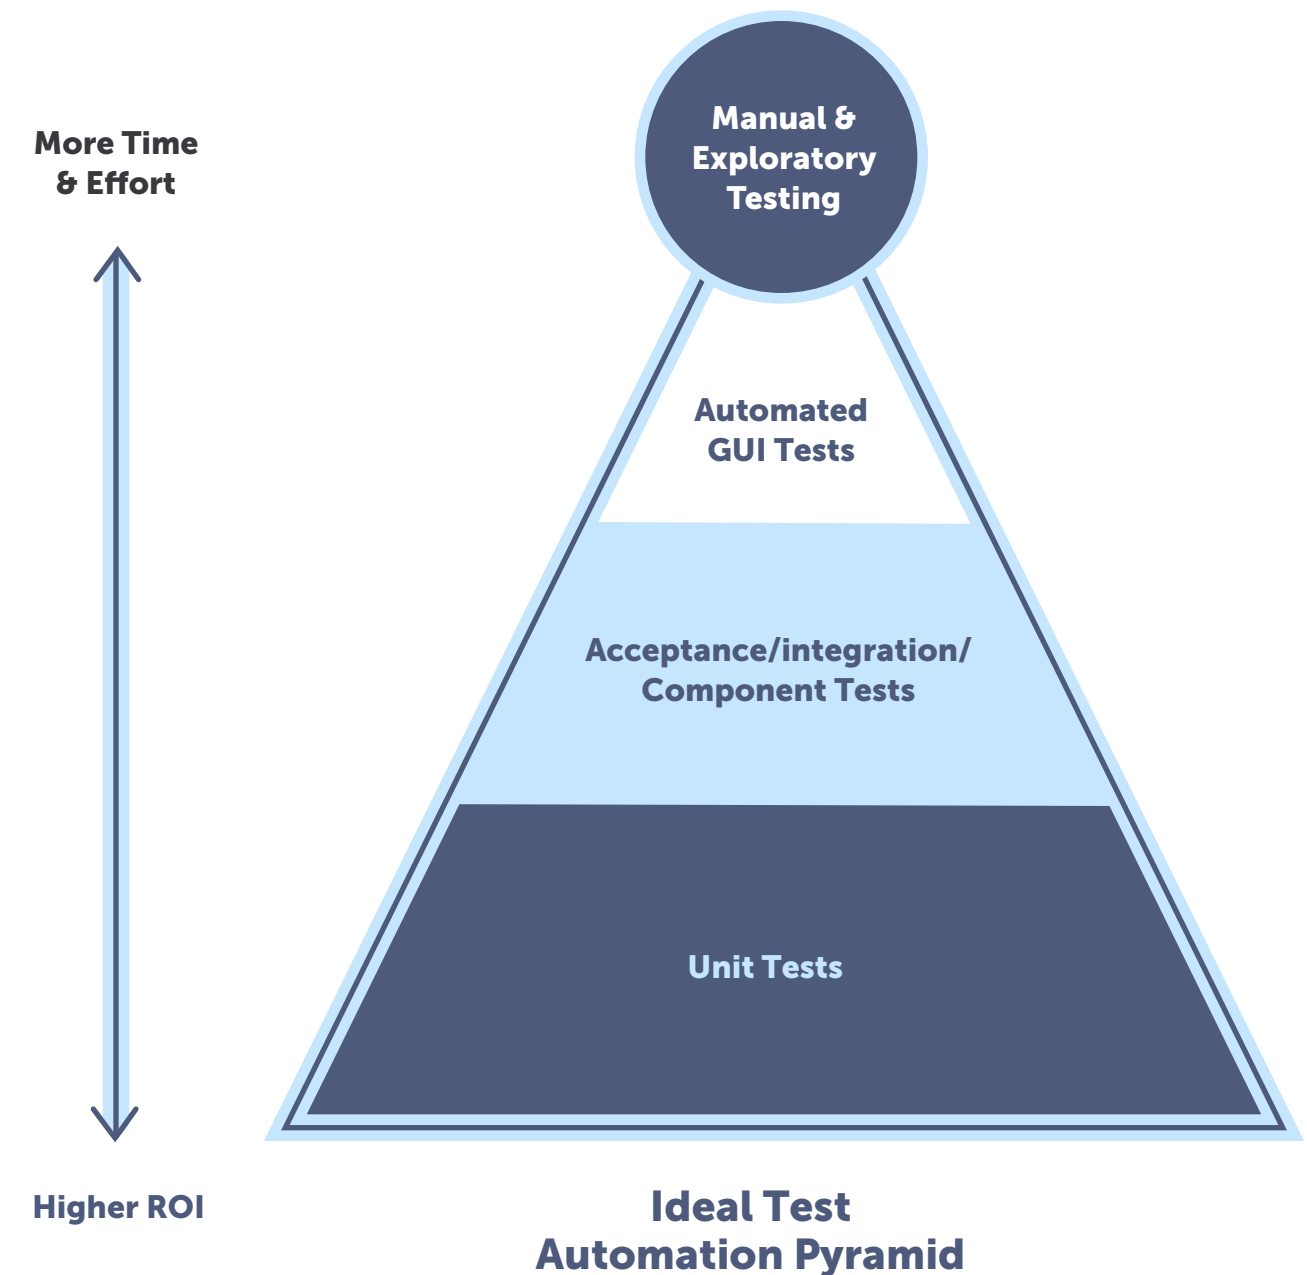 More Time
& Effort
Manual &
Exploratory
Testing
Automated
GUI Tests
Acceptance/integration/
Component Tests
Unit Tests
Higher ROI
Ideal Test
Automation Pyramid